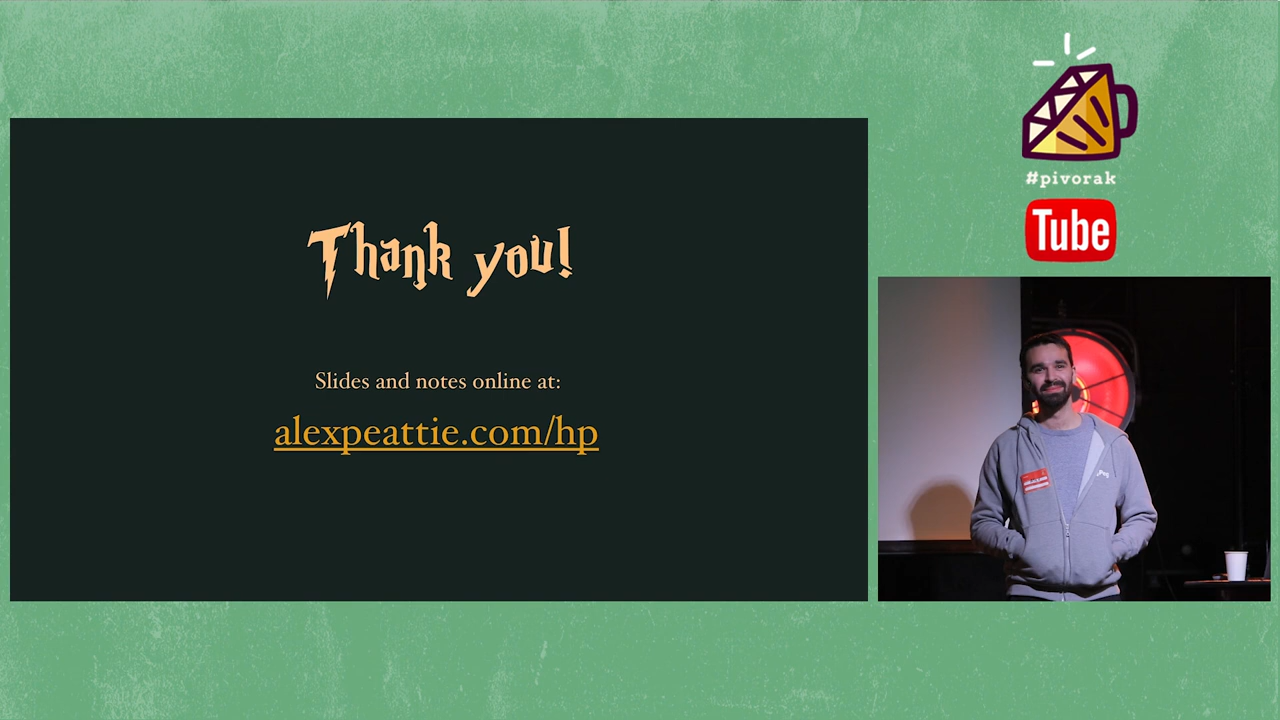 Thank you!
Slides and notes online at:
alexpeattie.com/hp
#pivorak
Tube